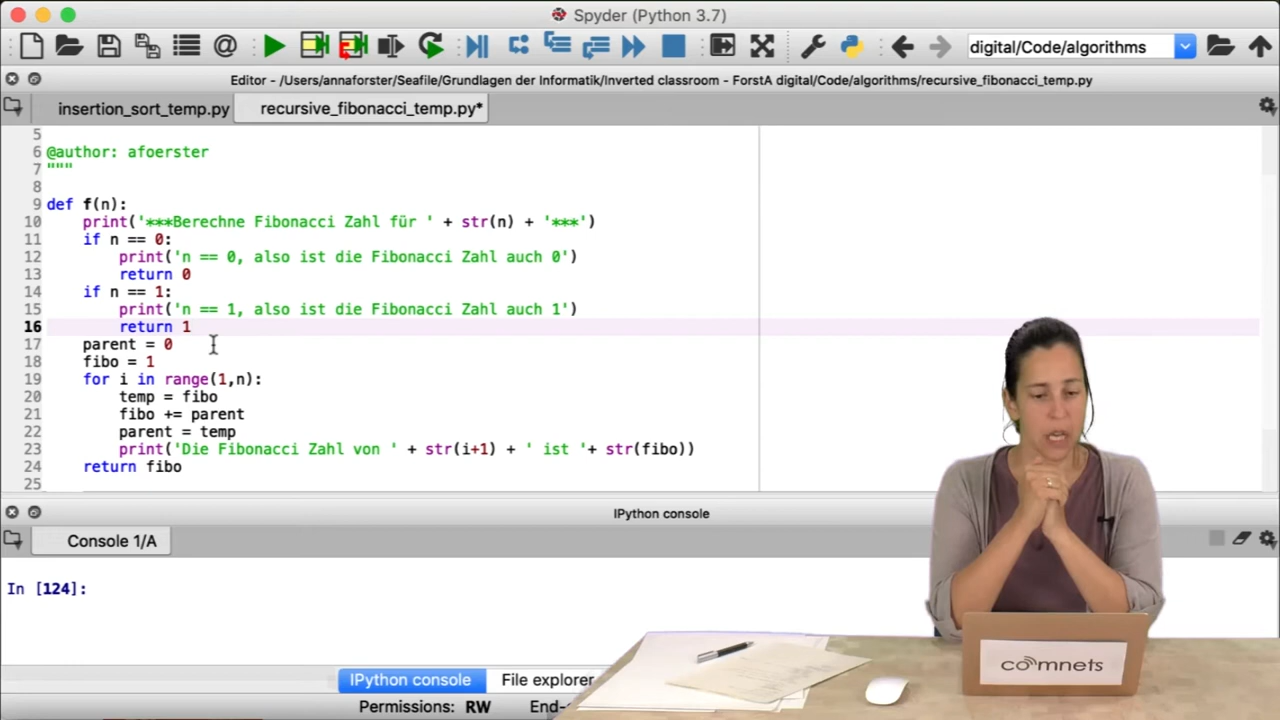 Spyder (Python 3.7)
digital/Code/algorithms
Editor - /Users/annaforster/Seafile/Grundlagen der Informatik/Inverted classroom - ForstA digital/Code/algorithms/recursive_fibonacci_temp.py
insertion_sort_temp.py
recursive_fibonacci_temp.py*
5
6 @author: afoerster
7 """
8
9 def f(n):
10 print('***Berechne Fibonacci Zahl für ' + str(n) + '***')
11 if n == 0:
12 print('n == 0, also ist die Fibonacci Zahl auch 0')
13 return 0
14 if n == 1:
15 print('n == 1, also ist die Fibonacci Zahl auch 1')
16 return 1
17 parent = 0
18 fibo = 1
19 for i in range(1,n):
20 temp = fibo
21 fibo += parent
22 parent = temp
23 print('Die Fibonacci Zahl von ' + str(i+1) + ' ist '+ str(fibo))
24 return fibo
25
IPython console
Console 1/A
In [124]:
IPython console
File explorer
Permissions: RW
End-
comnets